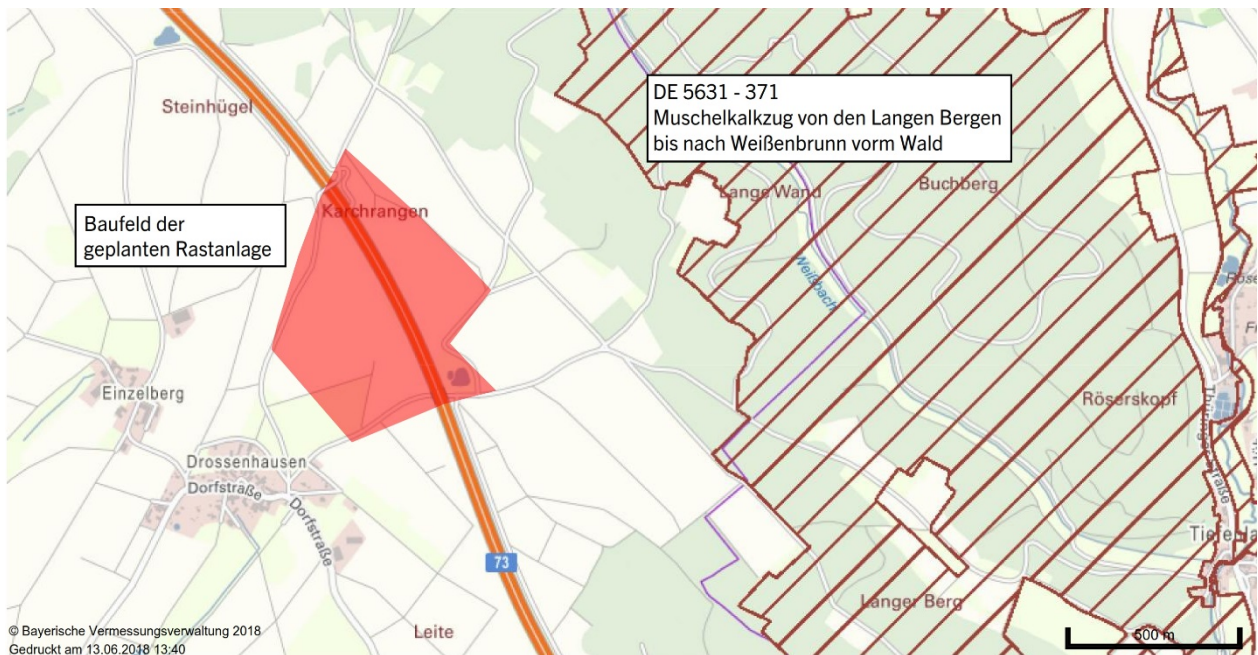 Steinhügel
DE 5631 - 371
Muschelkalkzug von den Langen Bergen
bis nach Weißenbrunn vorm Wald
Lange Wand
Buchberg
Karchrangen
Baufeld der
geplanten Rastanlage
Weißbach
Einzelberg
Röserskopf
Thüringer Straße
Drossenhausen
Dorfstraße
Dorfstraße
73
Langer Berg
Leite
500 m
© Bayerische Vermessungsverwaltung 2018
Gedruckt am 13.06.2018 13:40